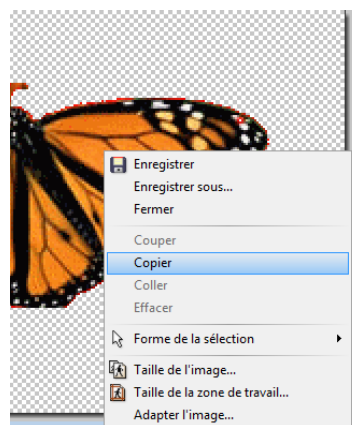 Enregistrer
Enregistrer sous...
Fermer
Couper
Copier
Coller
Effacer
Forme de la sélection
Taille de l'image...
Taille de la zone de travail...
Adapter l'image...